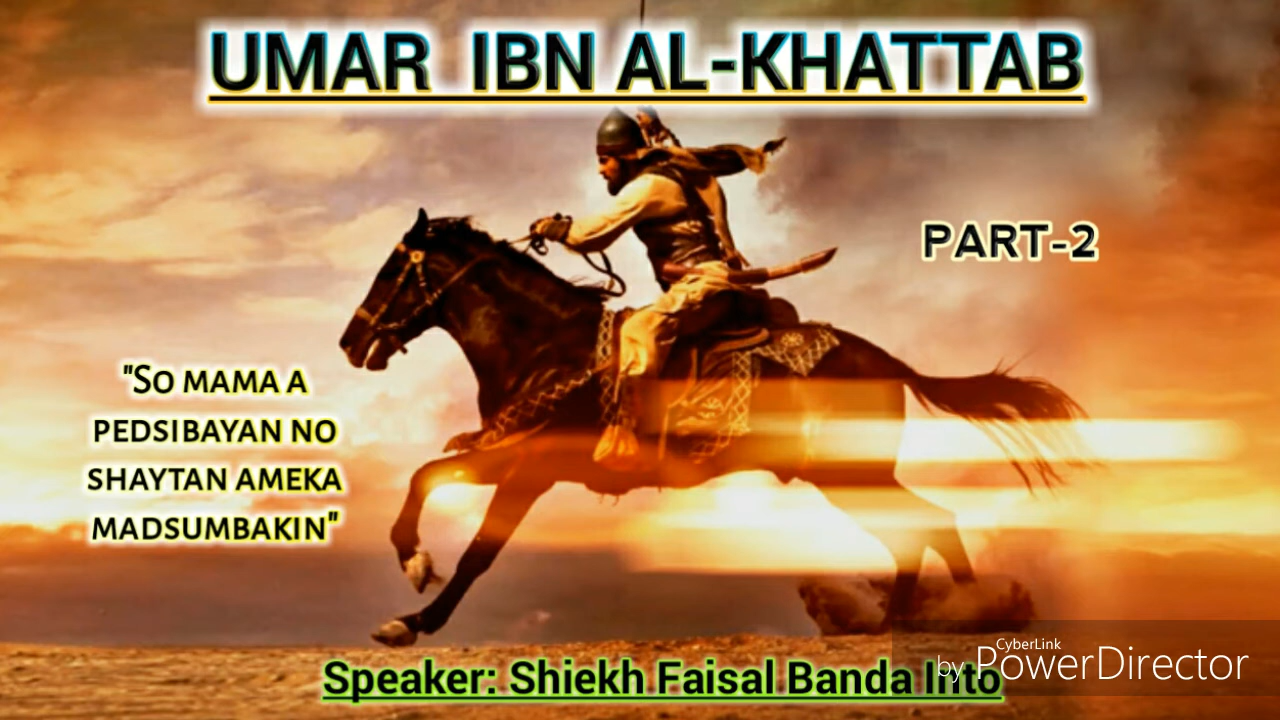 UMAR IBN AL-KHATTAB
PART-2
"SO MAMA A
PEDSIBAYAN NO
SHAYTAN AMEKA
MADSUMBAKIN"
Speaker: Shiekh Faisal Banda Into
CyberLink
by PowerDirector